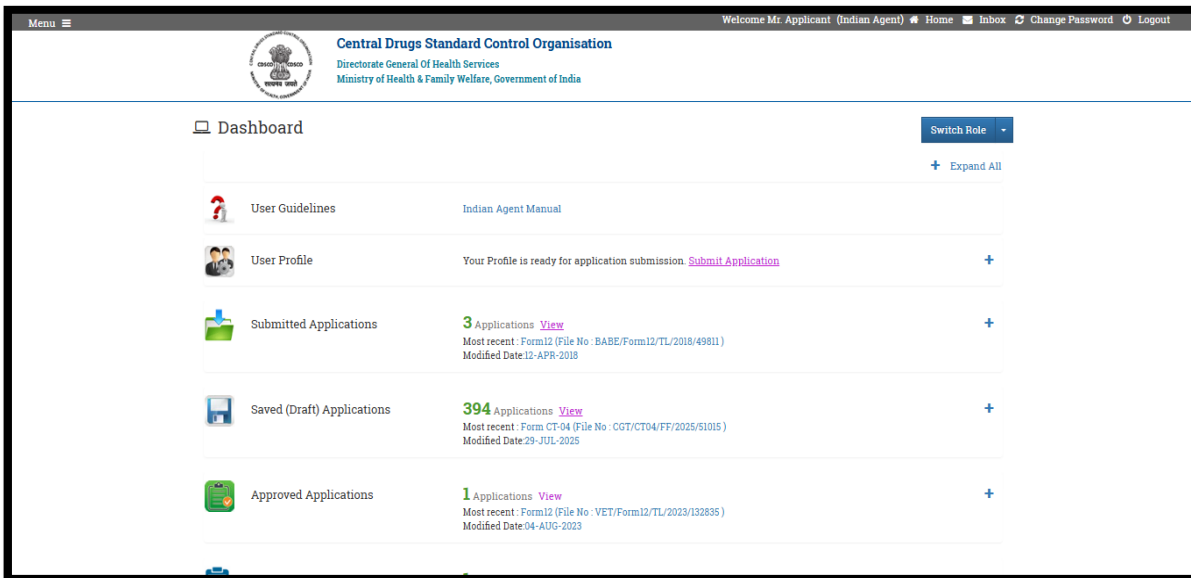 Menu
Welcome Mr. Applicant (Indian Agent) Home Inbox Change Password Logout
CDSCO CDSCO
Central Drugs Standard Control Organisation
Directorate General Of Health Services
Ministry of Health & Family Welfare, Government of India
Dashboard
Switch Role
+ Expand All
User Guidelines
Indian Agent Manual
User Profile
Your Profile is ready for application submission. Submit Application
+
Submitted Applications
3 Applications View
+
Most recent : Form12 (File No : BABE/Form12/TL/2018/49811 )
Modified Date:12-APR-2018
Saved (Draft) Applications
394 Applications View
+
Most recent : Form CT-04 (File No : CGT/CT04/FF/2025/51015 )
Modified Date:29-JUL-2025
Approved Applications
1 Applications View
+
Most recent : Form12 (File No : VET/Form12/TL/2023/132835 )
Modified Date:04-AUG-2023